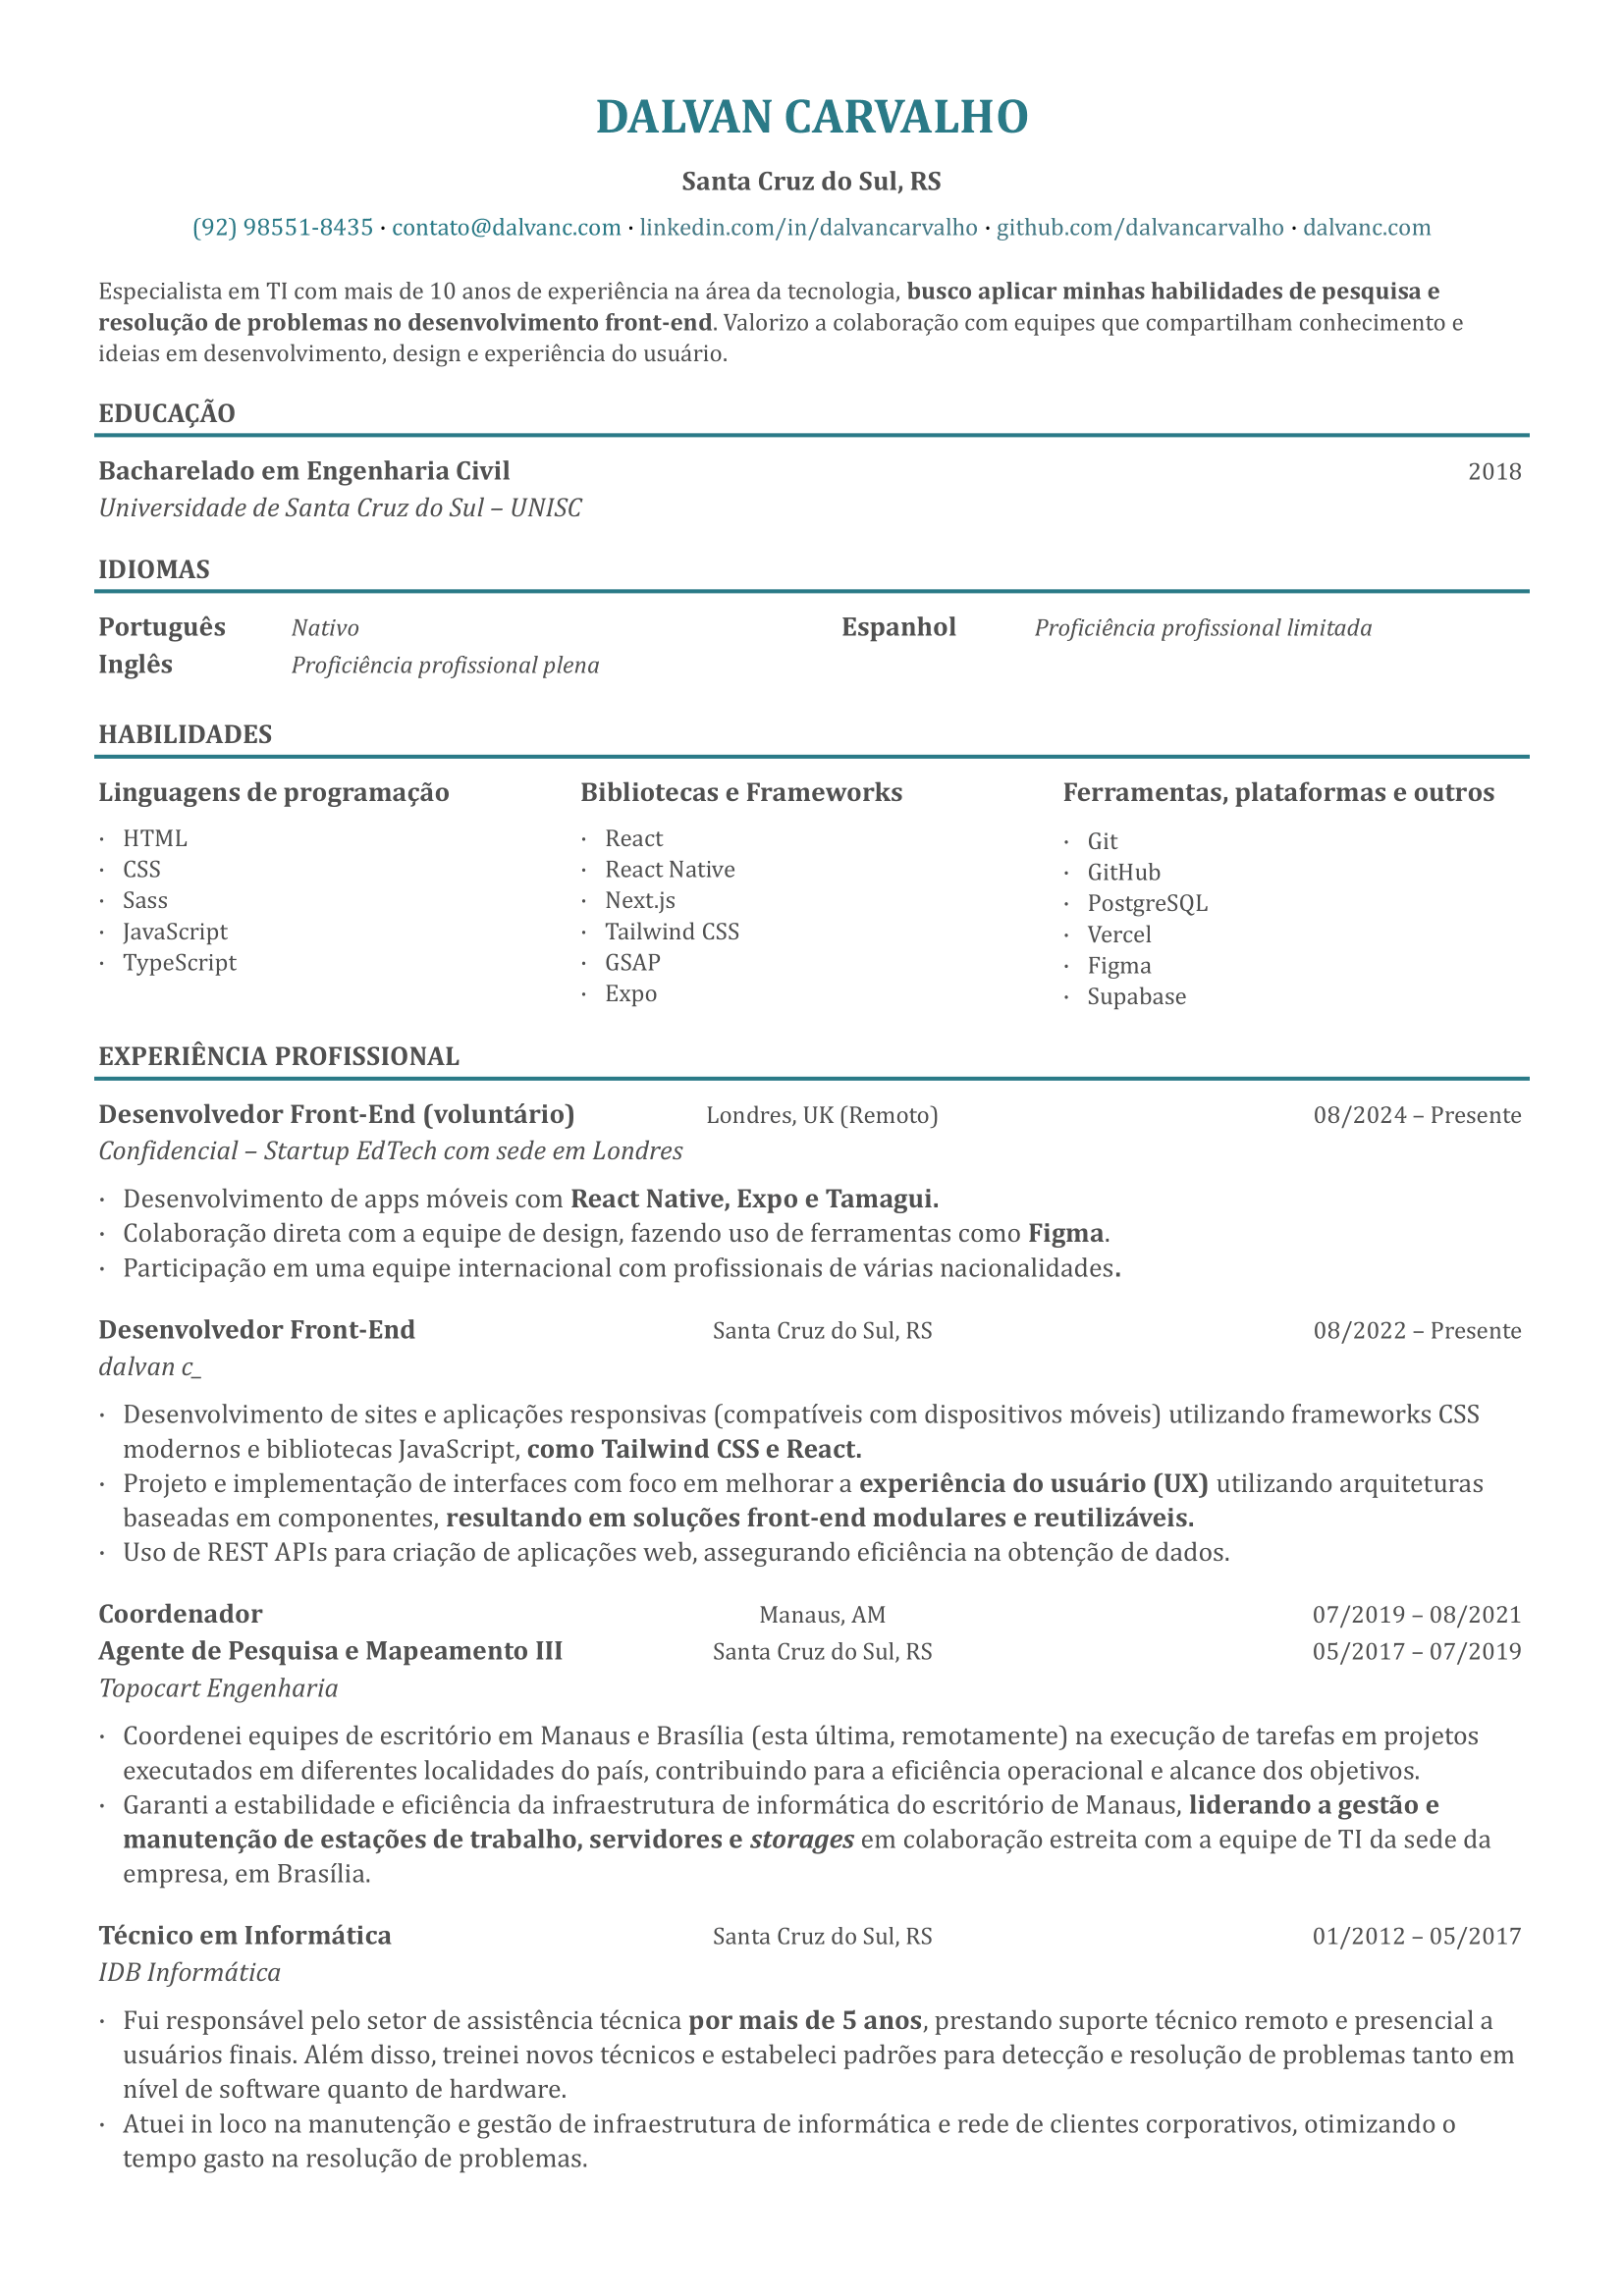 DALVAN CARVALHO
Santa Cruz do Sul, RS
(92) 98551-8435 · contato@dalvanc.com · linkedin.com/in/dalvancarvalho · github.com/dalvancarvalho · dalvanc.com
Especialista em TI com mais de 10 anos de experiência na área da tecnologia, busco aplicar minhas habilidades de pesquisa e
resolução de problemas no desenvolvimento front-end. Valorizo a colaboração com equipes que compartilham conhecimento e
ideias em desenvolvimento, design e experiência do usuário.
EDUCAÇÃO
Bacharelado em Engenharia Civil 2018
Universidade de Santa Cruz do Sul – UNISC
IDIOMAS
Português Nativo Espanhol Proficiência profissional limitada
Inglês Proficiência profissional plena
HABILIDADES
Linguagens de programação
· HTML
· CSS
· Sass
· JavaScript
· TypeScript
Bibliotecas e Frameworks
· React
· React Native
· Next.js
· Tailwind CSS
· GSAP
· Expo
Ferramentas, plataformas e outros
· Git
· GitHub
· PostgreSQL
· Vercel
· Figma
· Supabase
EXPERIÊNCIA PROFISSIONAL
Desenvolvedor Front-End (voluntário) Londres, UK (Remoto) 08/2024 – Presente
Confidencial – Startup EdTech com sede em Londres
· Desenvolvimento de apps móveis com React Native, Expo e Tamagui.
· Colaboração direta com a equipe de design, fazendo uso de ferramentas como Figma.
· Participação em uma equipe internacional com profissionais de várias nacionalidades.
Desenvolvedor Front-End Santa Cruz do Sul, RS 08/2022 – Presente
dalvan c_
· Desenvolvimento de sites e aplicações responsivas (compatíveis com dispositivos móveis) utilizando frameworks CSS
modernos e bibliotecas JavaScript, como Tailwind CSS e React.
· Projeto e implementação de interfaces com foco em melhorar a experiência do usuário (UX) utilizando arquiteturas
baseadas em componentes, resultando em soluções front-end modulares e reutilizáveis.
· Uso de REST APIs para criação de aplicações web, assegurando eficiência na obtenção de dados.
Coordenador Manaus, AM 07/2019 – 08/2021
Agente de Pesquisa e Mapeamento III Santa Cruz do Sul, RS 05/2017 – 07/2019
Topocart Engenharia
· Coordenei equipes de escritório em Manaus e Brasília (esta última, remotamente) na execução de tarefas em projetos
executados em diferentes localidades do país, contribuindo para a eficiência operacional e alcance dos objetivos.
· Garanti a estabilidade e eficiência da infraestrutura de informática do escritório de Manaus, liderando a gestão e
manutenção de estações de trabalho, servidores e storages em colaboração estreita com a equipe de TI da sede da
empresa, em Brasília.
Técnico em Informática Santa Cruz do Sul, RS 01/2012 – 05/2017
IDB Informática
· Fui responsável pelo setor de assistência técnica por mais de 5 anos, prestando suporte técnico remoto e presencial a
usuários finais. Além disso, treinei novos técnicos e estabeleci padrões para detecção e resolução de problemas tanto em
nível de software quanto de hardware.
· Atuei in loco na manutenção e gestão de infraestrutura de informática e rede de clientes corporativos, otimizando o
tempo gasto na resolução de problemas.